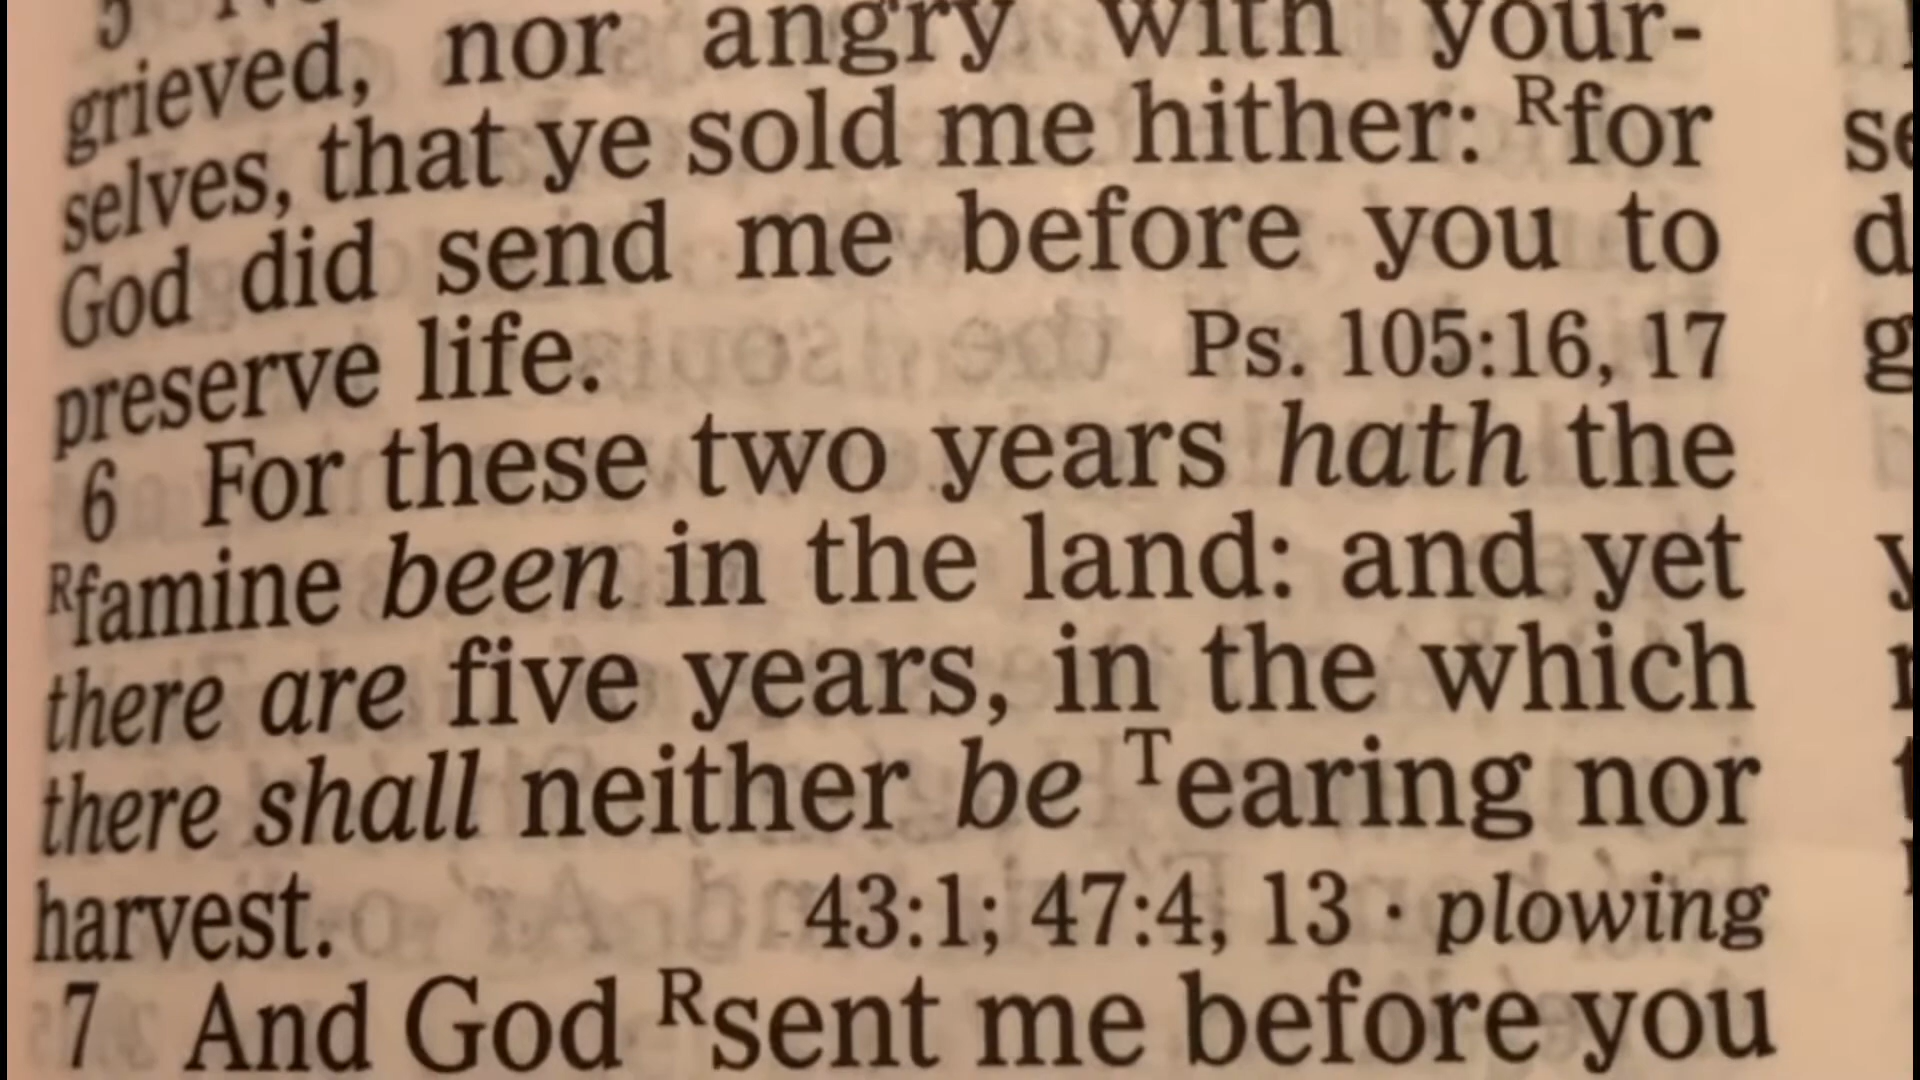 5
grieved, nor angry with your-
selves, that ye sold me hither: Rfor
God did send me before you to
preserve life. Ps. 105:16, 17
6 For these two years hath the
Rfamine been in the land: and yet
there are five years, in the which
there shall neither be Tearing nor
harvest. 43:1; 47:4, 13 · plowing
7 And God Rsent me before you